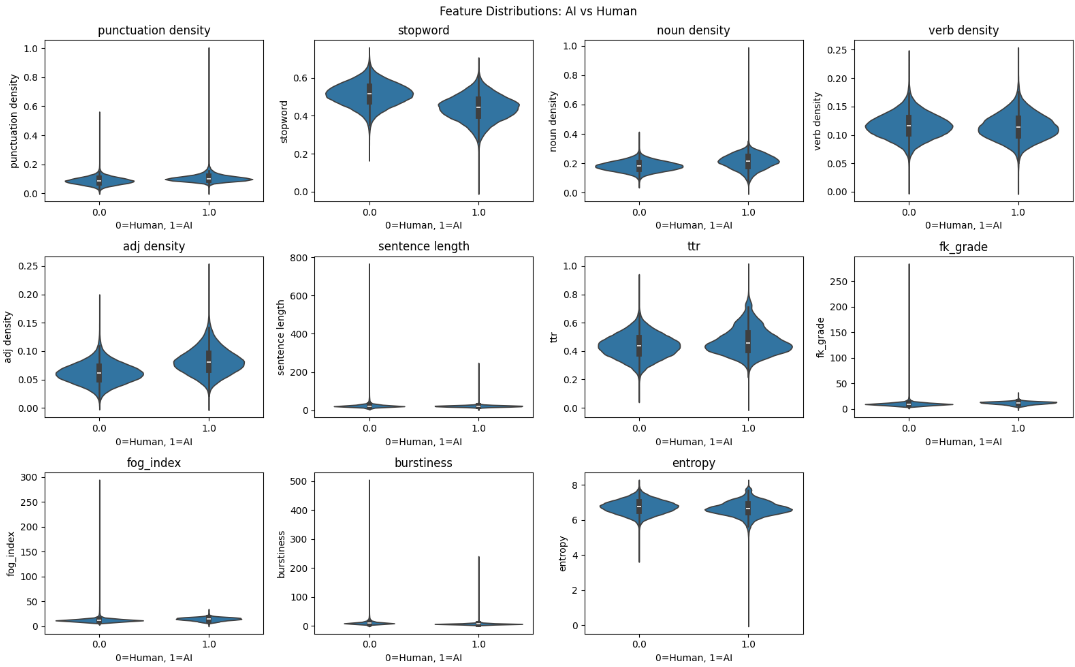 Feature Distributions: AI vs Human
punctuation density
stopword
noun density
verb density
punctuation density
1.0
0.8
0.6
0.4
0.2
0.0
stopword
0.6
0.4
0.2
0.0
noun density
1.0
0.8
0.6
0.4
0.2
0.0
verb density
0.25
0.20
0.15
0.10
0.05
0.00
0.0 1.0
0.0 1.0
0.0 1.0
0.0 1.0
0=Human, 1=AI
0=Human, 1=AI
0=Human, 1=AI
0=Human, 1=AI
adj density
sentence length
ttr
fk_grade
adj density
0.25
0.20
0.15
0.10
0.05
0.00
sentence length
800
600
400
200
0
ttr
1.0
0.8
0.6
0.4
0.2
0.0
fk_grade
250
200
150
100
50
0
0.0 1.0
0.0 1.0
0.0 1.0
0.0 1.0
0=Human, 1=AI
0=Human, 1=AI
0=Human, 1=AI
0=Human, 1=AI
fog_index
burstiness
entropy
fog_index
300
250
200
150
100
50
0
burstiness
500
400
300
200
100
0
entropy
8
6
4
2
0
0.0 1.0
0.0 1.0
0.0 1.0
0=Human, 1=AI
0=Human, 1=AI
0=Human, 1=AI